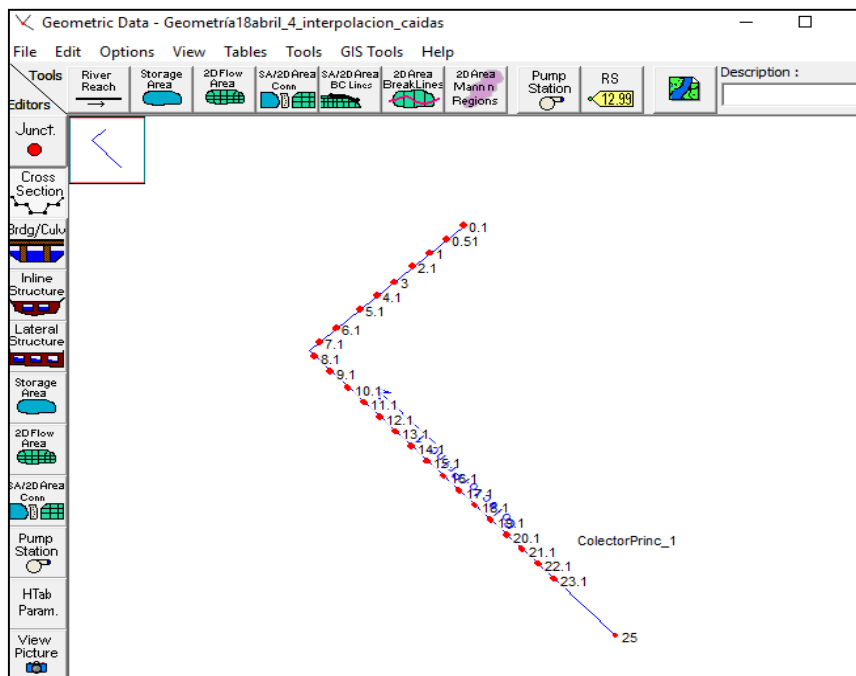 Geometric Data - Geometría18abril_4_interpolacion_caidas
File Edit Options View Tables Tools GIS Tools Help
Tools
Editors
River
Reach
Storage
Area
2D Flow
Area
SA/2D Area
Conn
SA/2D Area
BC Lines
2D Area
BreakLines
2D Area
Mann n
Regions
Pump
Station
RS
12.99
Description :
Junct.
Cross
Section
Brdg/Culv
Inline
Structure
Lateral
Structure
Storage
Area
2D Flow
Area
SA/2D Area
Conn
Pump
Station
HTab
Param.
View
Picture
0.1
0.51
1
2.1
3
4.1
5.1
6.1
7.1
8.1
9.1
10.1
11.1
12.1
13.1
14.1
15.1
16.1
17.1
18.1
19.1
20.1
21.1
22.1
23.1
ColectorPrinc_1
25